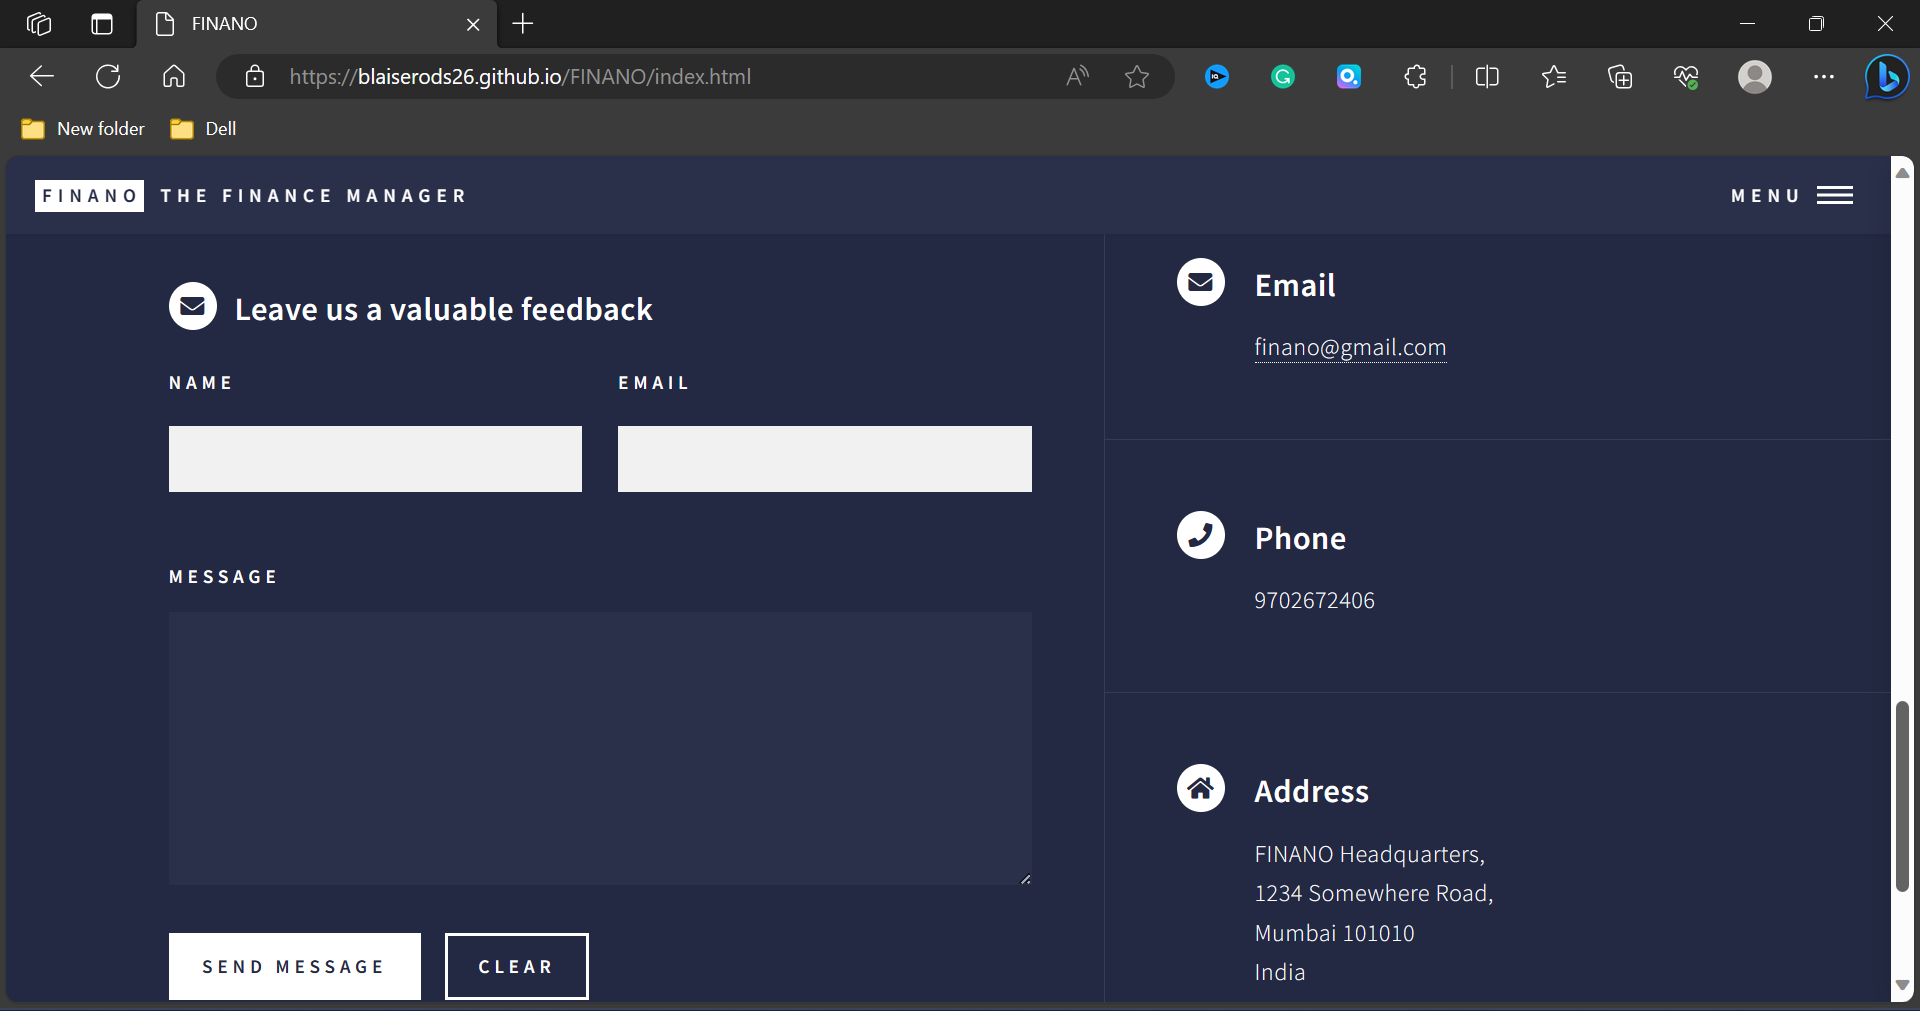 FINANO
https://blaiserods26.github.io/FINANO/index.html
New folder
Dell
FINANO THE FINANCE MANAGER
MENU
Leave us a valuable feedback
NAME
EMAIL
MESSAGE
SEND MESSAGE
CLEAR
Email
finano@gmail.com
Phone
9702672406
Address
FINANO Headquarters,
1234 Somewhere Road,
Mumbai 101010
India